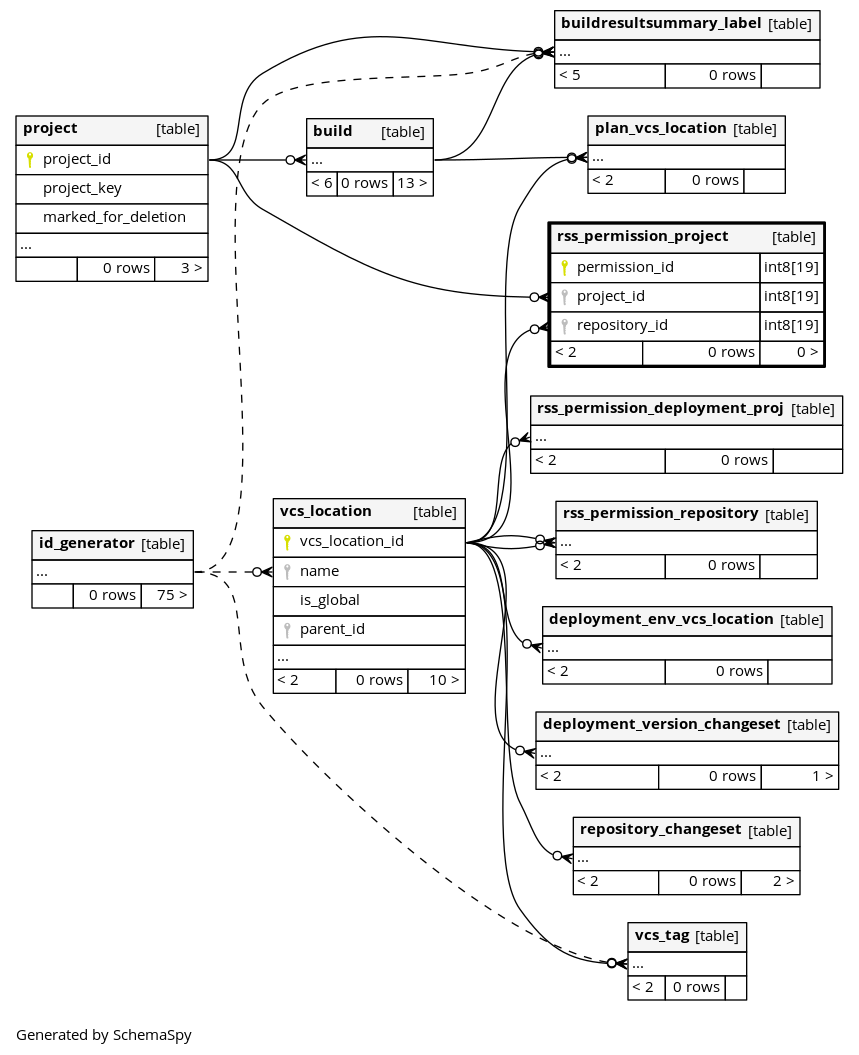 buildresultsummary_label [table]
...
< 5 0 rows
project [table]
project_id
project_key
marked_for_deletion
...
0 rows 3 >
build [table]
...
< 6 0 rows 13 >
plan_vcs_location [table]
...
< 2 0 rows
rss_permission_project [table]
permission_id int8[19]
project_id int8[19]
repository_id int8[19]
< 2 0 rows 0 >
rss_permission_deployment_proj [table]
...
< 2 0 rows
id_generator [table]
...
0 rows 75 >
vcs_location [table]
vcs_location_id
name
is_global
parent_id
...
< 2 0 rows 10 >
rss_permission_repository [table]
...
< 2 0 rows
deployment_env_vcs_location [table]
...
< 2 0 rows
deployment_version_changeset [table]
...
< 2 0 rows 1 >
repository_changeset [table]
...
< 2 0 rows 2 >
vcs_tag [table]
...
< 2 0 rows
Generated by SchemaSpy